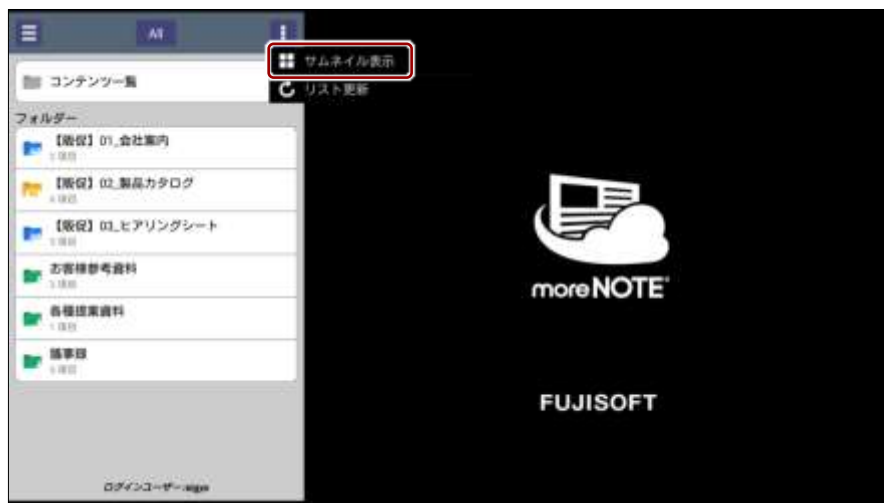 All
サムネイル表示
リスト更新
コンテンツ一覧
フォルダー
【販促】01_会社案内
【販促】02_製品カタログ
【販促】03_ヒアリングシート
お客様参考資料
各種提案資料
議事録
moreNOTE
FUJISOFT
ログインユーザー: